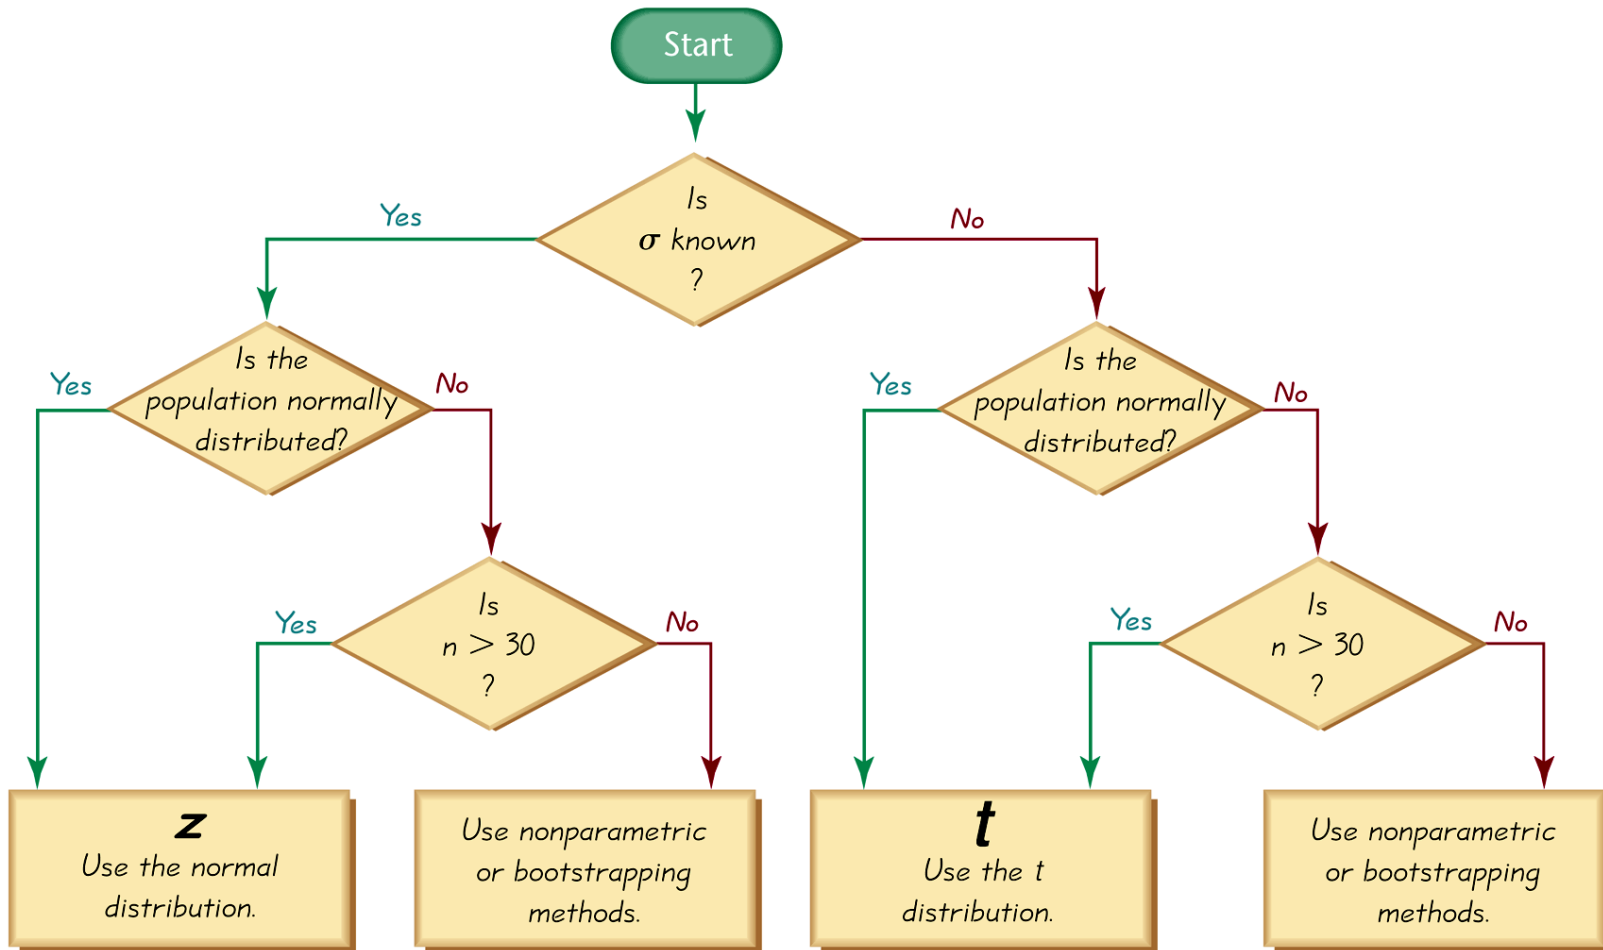 Start
Is
σ known
?
Yes
No
Is the
population normally
distributed?
Yes
No
Is the
population normally
distributed?
Yes
No
Is
n > 30
?
Yes
No
Is
n > 30
?
Yes
No
z
Use the normal
distribution.
Use nonparametric
or bootstrapping
methods.
t
Use the t
distribution.
Use nonparametric
or bootstrapping
methods.